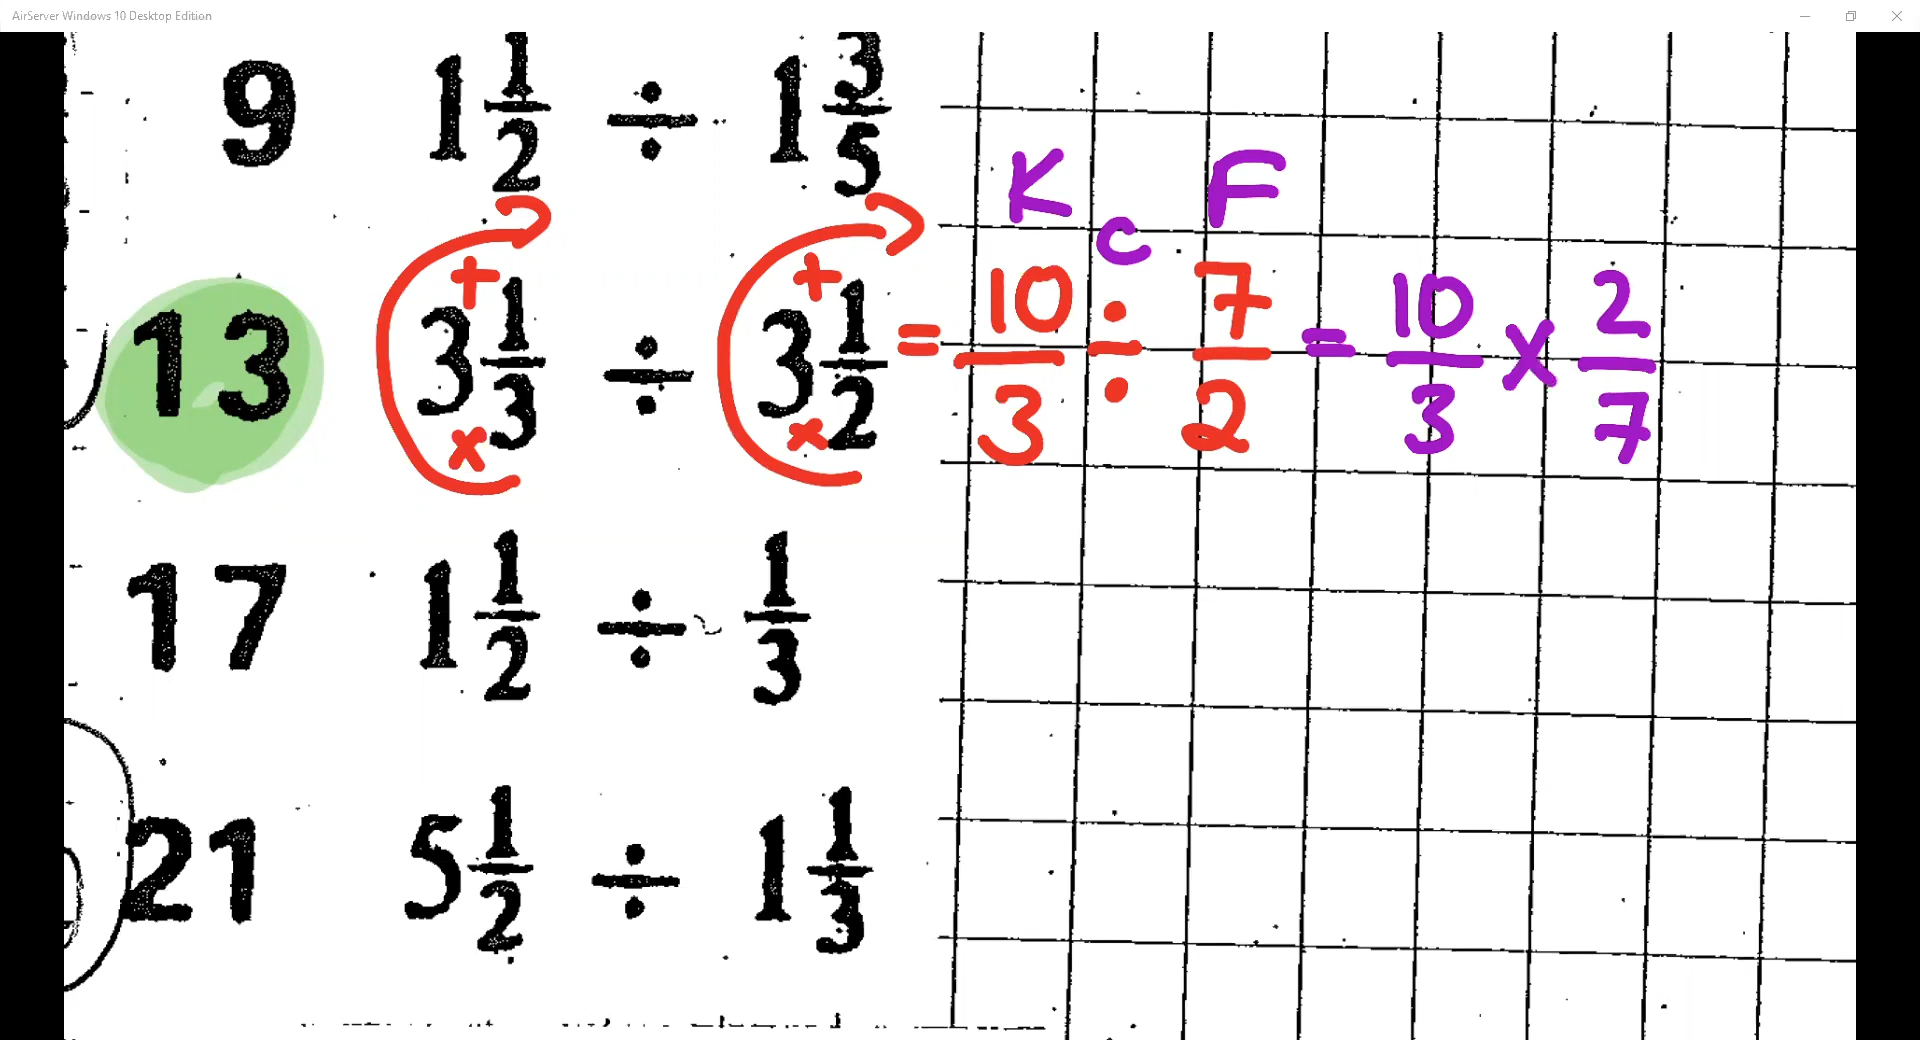 AirServer Windows 10 Desktop Edition
9 1 1/2 ÷ 1 3/5
K C F
13 3 1/3 ÷ 3 1/2 = 10/3 ÷ 7/2 = 10/3 × 2/7
+ × + ×
17 1 1/2 ÷ 1/3
21 5 1/2 ÷ 1 1/3